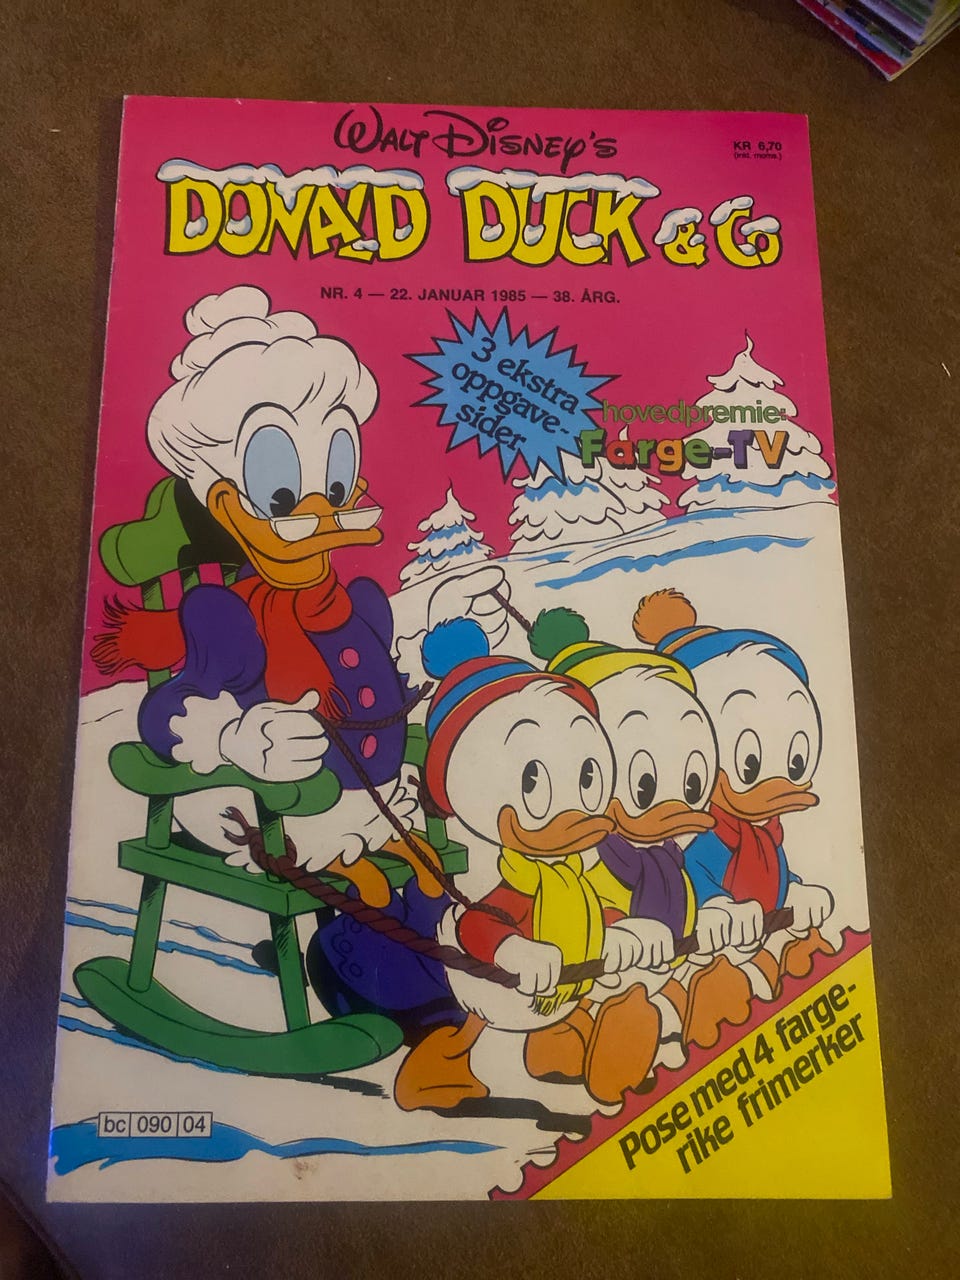 WALT DISNEY'S
KR 6,70
(inkl. moms.)
DONALD DUCK & Co
NR. 4 — 22. JANUAR 1985 — 38. ÅRG.
3 ekstra
oppgave-
sider
hovedpremie:
Farge-TV
Pose med 4 farge-
rike frimerker
bc 090 04